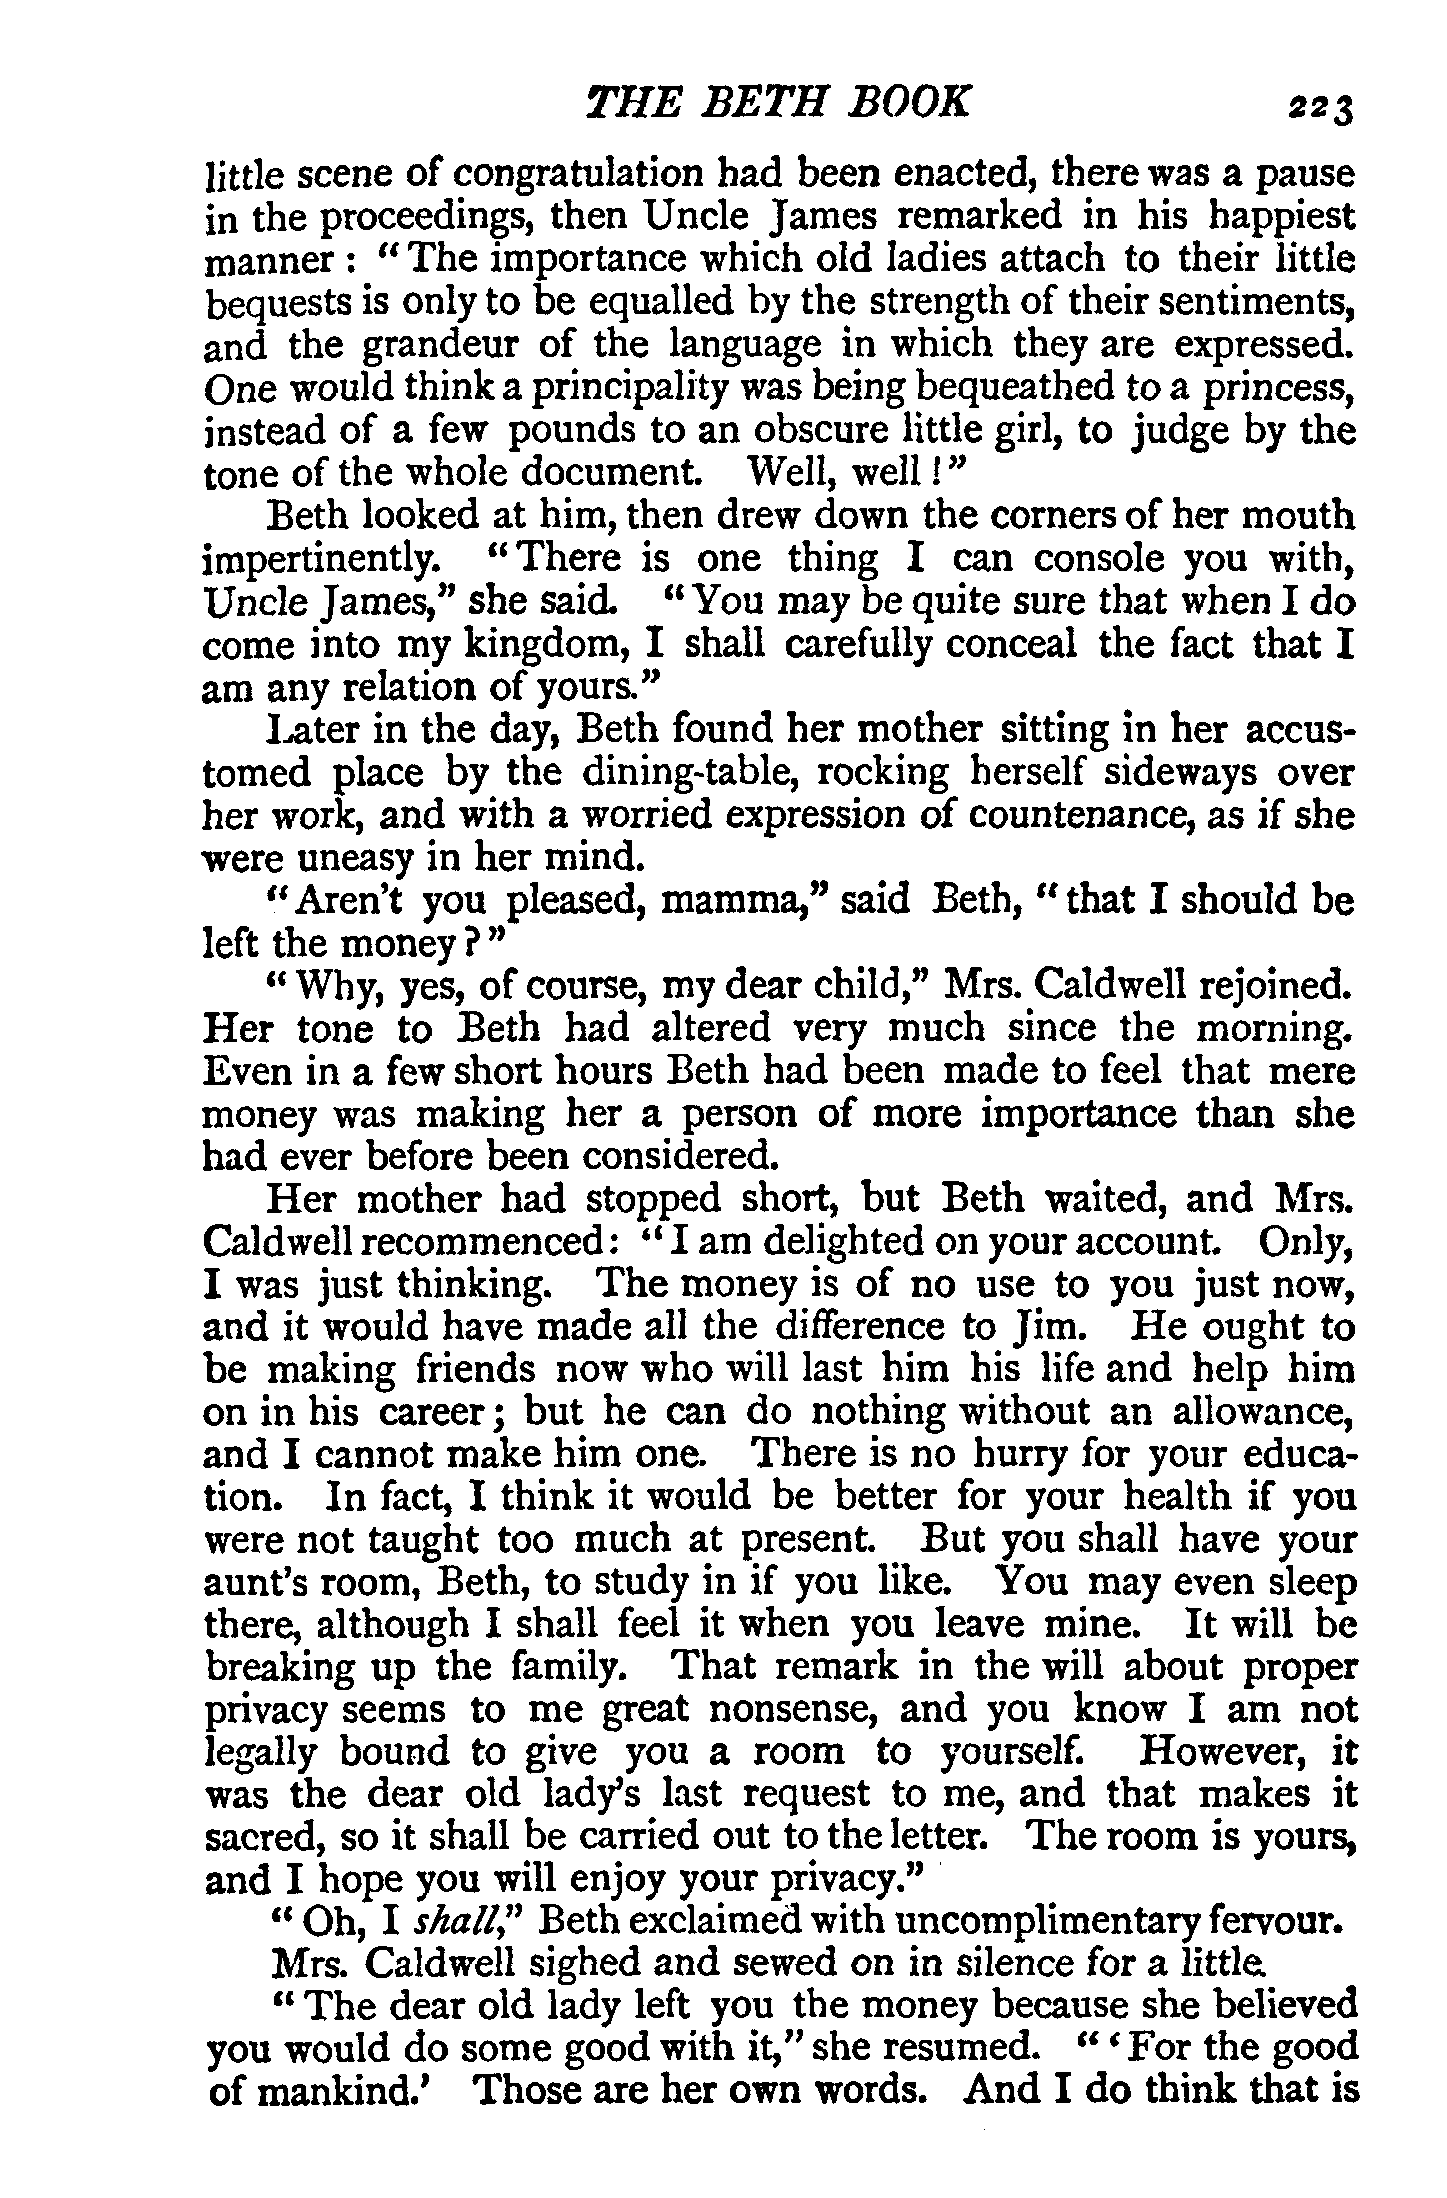 THE BETH BOOK 223
little scene of congratulation had been enacted, there was a pause
in the proceedings, then Uncle James remarked in his happiest
manner : “The importance which old ladies attach to their little
bequests is only to be equalled by the strength of their sentiments,
and the grandeur of the language in which they are expressed.
One would think a principality was being bequeathed to a princess,
instead of a few pounds to an obscure little girl, to judge by the
tone of the whole document. Well, well !”
Beth looked at him, then drew down the corners of her mouth
impertinently. “There is one thing I can console you with,
Uncle James,” she said. “You may be quite sure that when I do
come into my kingdom, I shall carefully conceal the fact that I
am any relation of yours.”
Later in the day, Beth found her mother sitting in her accus-
tomed place by the dining-table, rocking herself sideways over
her work, and with a worried expression of countenance, as if she
were uneasy in her mind.
“Aren't you pleased, mamma,” said Beth, “that I should be
left the money?”
“Why, yes, of course, my dear child,” Mrs. Caldwell rejoined.
Her tone to Beth had altered very much since the morning.
Even in a few short hours Beth had been made to feel that mere
money was making her a person of more importance than she
had ever before been considered.
Her mother had stopped short, but Beth waited, and Mrs.
Caldwell recommenced: “I am delighted on your account. Only,
I was just thinking. The money is of no use to you just now,
and it would have made all the difference to Jim. He ought to
be making friends now who will last him his life and help him
on in his career; but he can do nothing without an allowance,
and I cannot make him one. There is no hurry for your educa-
tion. In fact, I think it would be better for your health if you
were not taught too much at present. But you shall have your
aunt's room, Beth, to study in if you like. You may even sleep
there, although I shall feel it when you leave mine. It will be
breaking up the family. That remark in the will about proper
privacy seems to me great nonsense, and you know I am not
legally bound to give you a room to yourself. However, it
was the dear old lady's last request to me, and that makes it
sacred, so it shall be carried out to the letter. The room is yours,
and I hope you will enjoy your privacy.”
“Oh, I shall,” Beth exclaimed with uncomplimentary fervour.
Mrs. Caldwell sighed and sewed on in silence for a little.
“The dear old lady left you the money because she believed
you would do some good with it,” she resumed. “‘For the good
of mankind.’ Those are her own words. And I do think that is